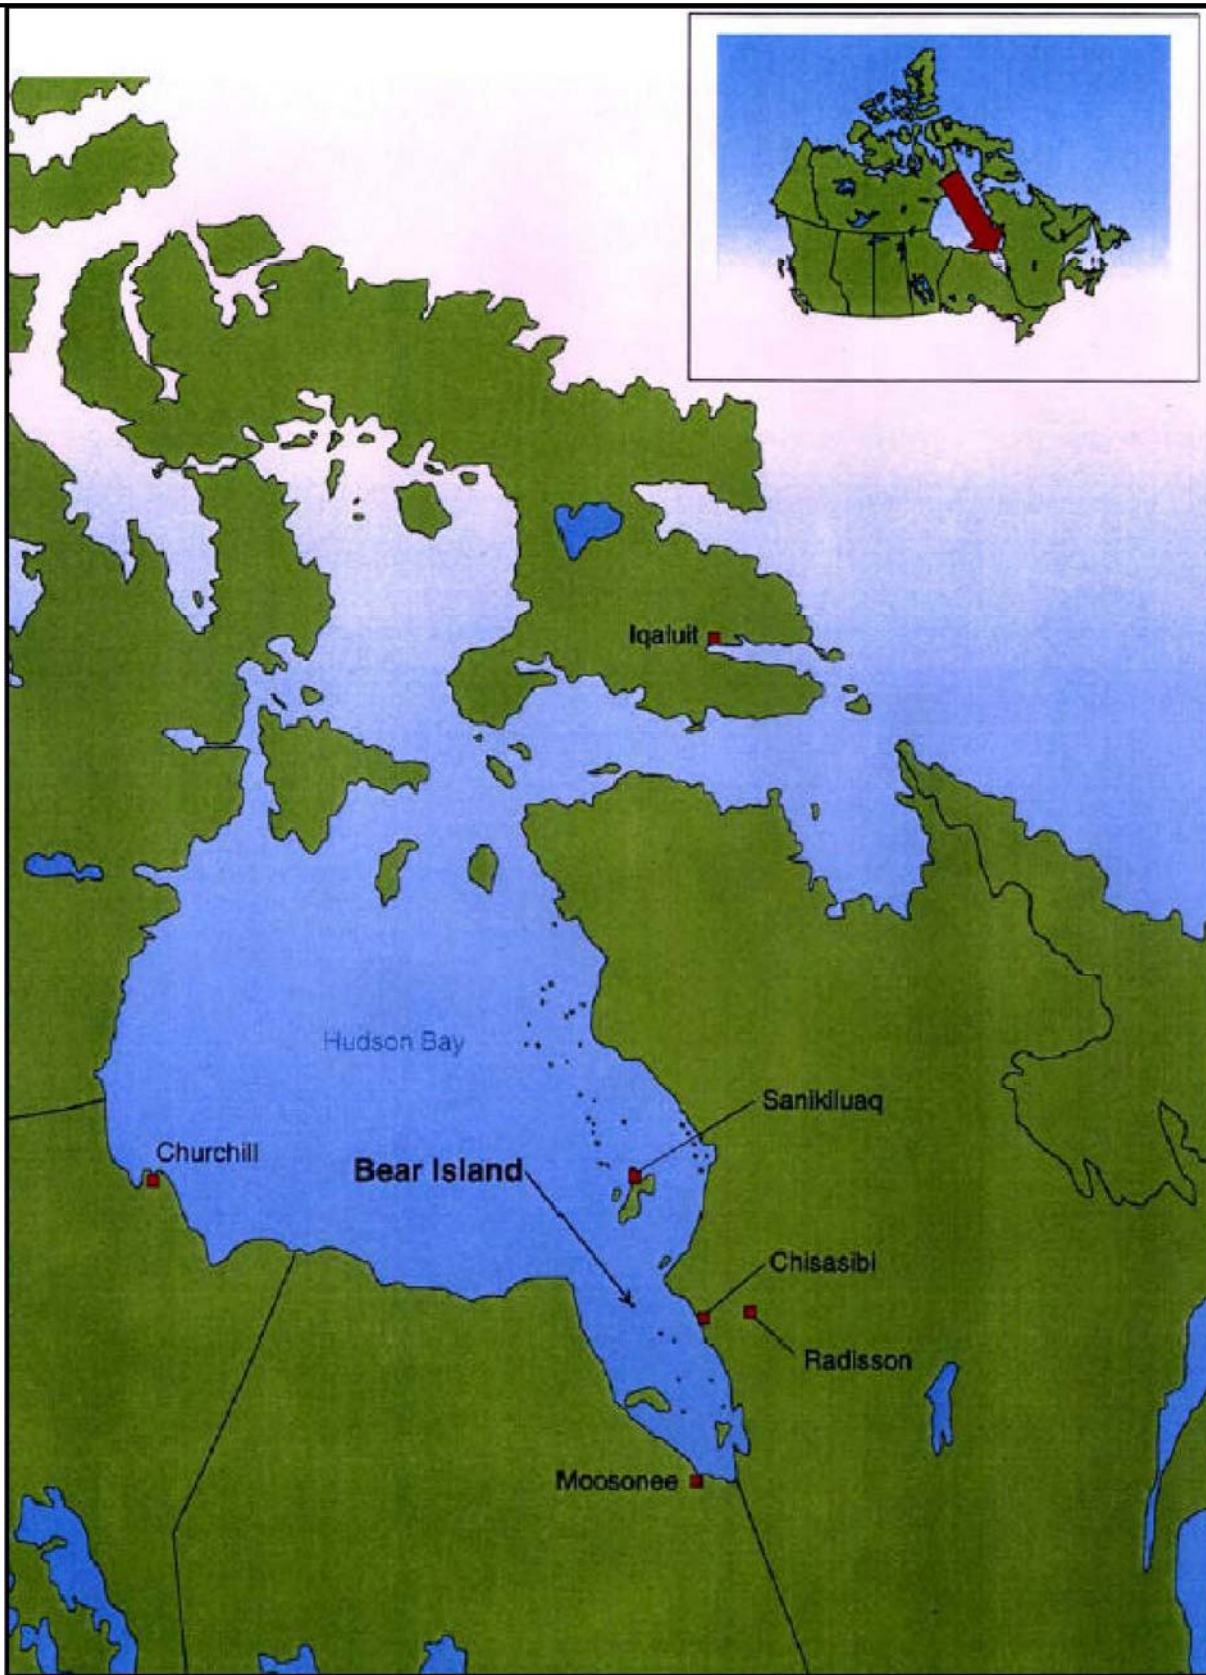 Iqaluit
Hudson Bay
Sanikiluaq
Churchill
Bear Island
Chisasibi
Radisson
Moosonee